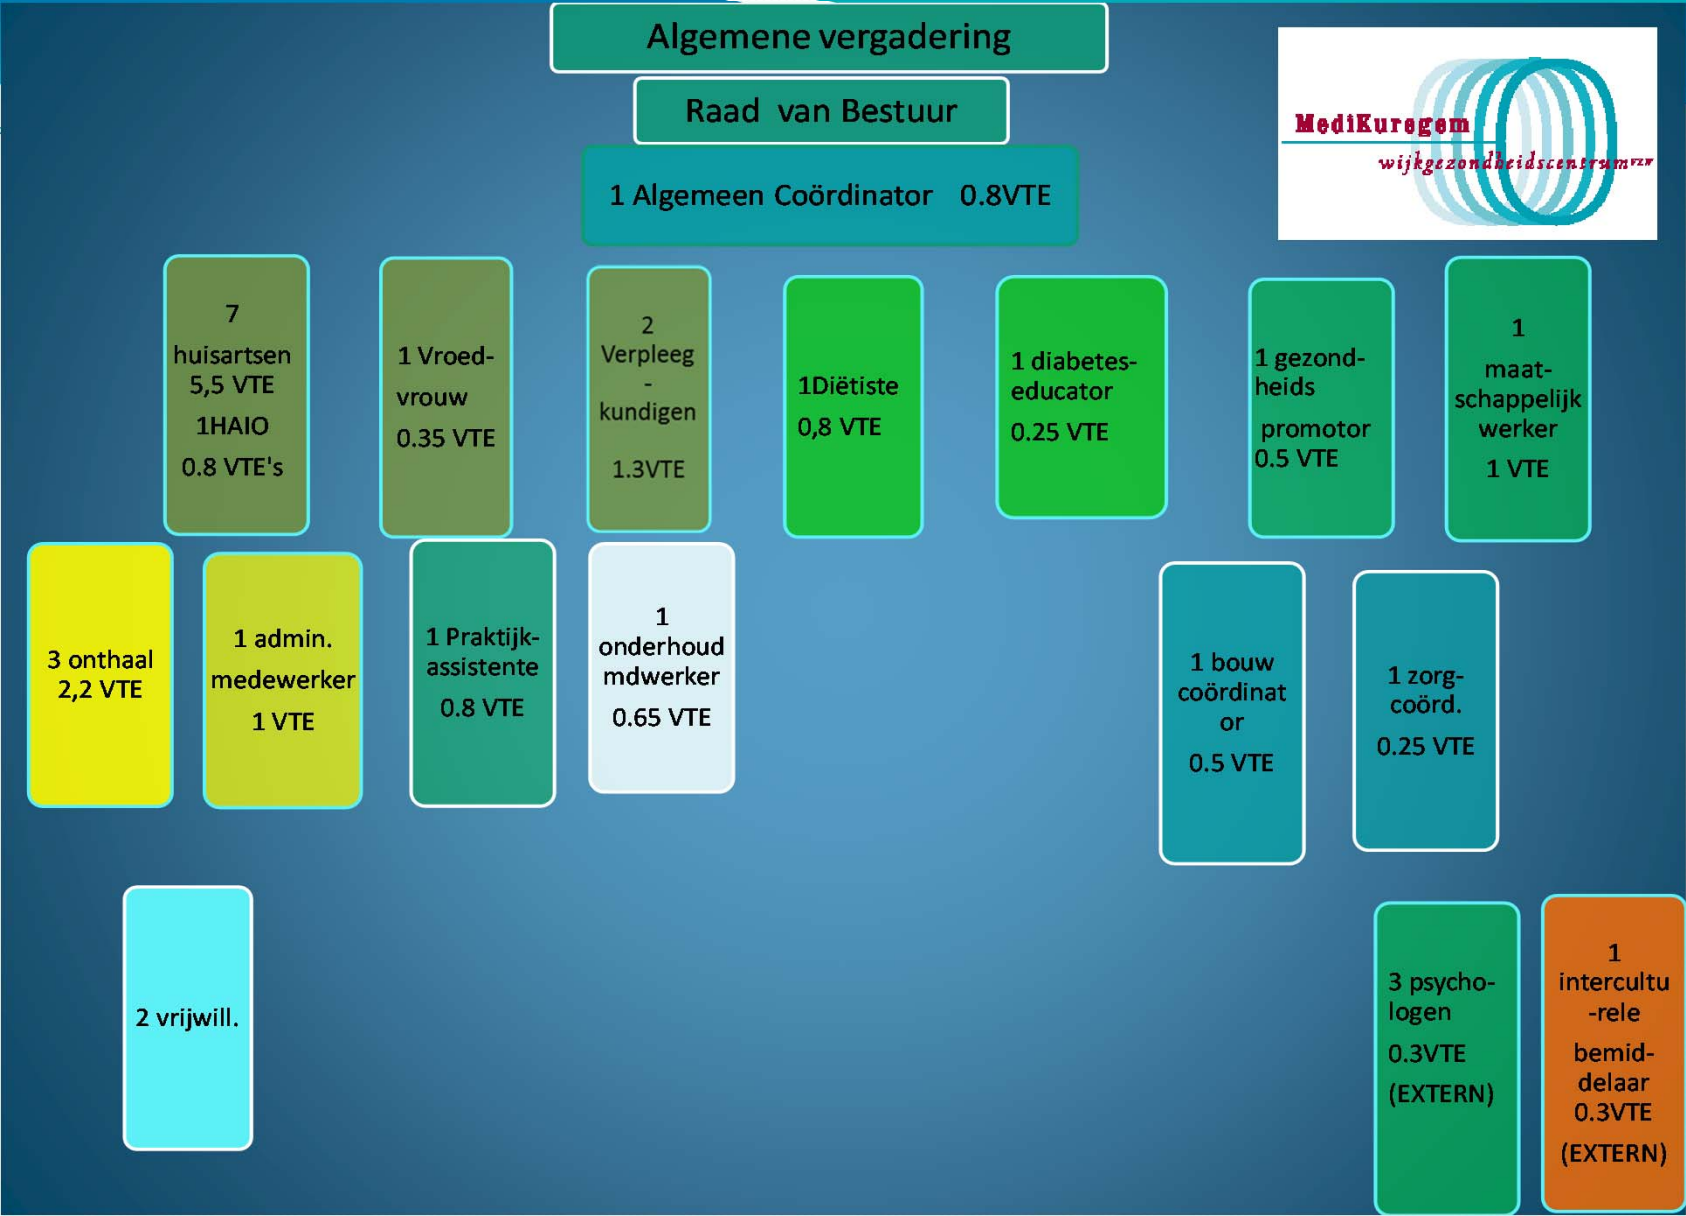 Algemene vergadering
Raad van Bestuur
1 Algemeen Coördinator 0.8VTE
MediKuregem
wijkgezondheidscentrumvzw
7
huisartsen
5,5 VTE
1HAIO
0.8 VTE's
1 Vroed-
vrouw
0.35 VTE
2
Verpleeg
-
kundigen
1.3VTE
1Diëtiste
0,8 VTE
1 diabetes-
educator
0.25 VTE
1 gezond-
heids
promotor
0.5 VTE
1
maat-
schappelijk
werker
1 VTE
3 onthaal
2,2 VTE
1 admin.
medewerker
1 VTE
1 Praktijk-
assistente
0.8 VTE
1
onderhoud
mdwerker
0.65 VTE
1 bouw
coördinat
or
0.5 VTE
1 zorg-
coörd.
0.25 VTE
2 vrijwill.
3 psycho-
logen
0.3VTE
(EXTERN)
1
intercultu
-rele
bemid-
delaar
0.3VTE
(EXTERN)